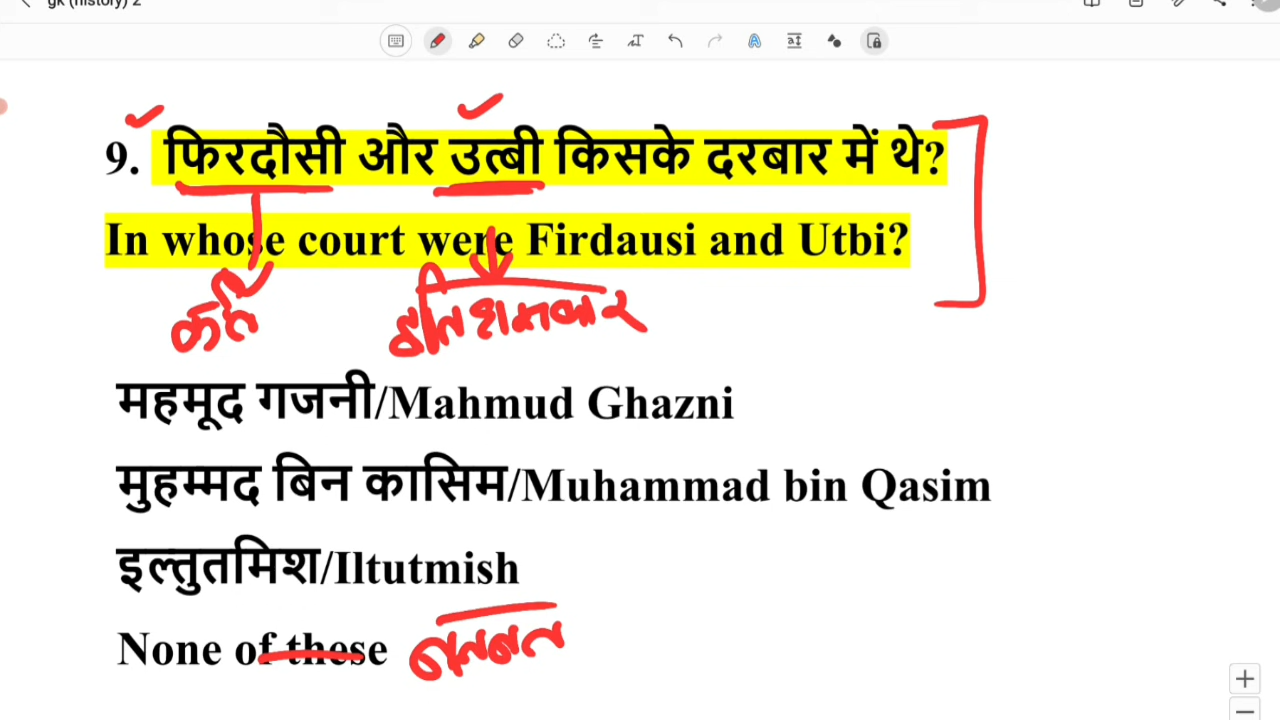 gk (history) 2
9. फिरदौसी और उत्बी किसके दरबार में थे?
In whose court were Firdausi and Utbi?
इतिहासकार
महमूद गजनी/Mahmud Ghazni
मुहम्मद बिन कासिम/Muhammad bin Qasim
इल्तुतमिश/Iltutmish
None of these बलबन